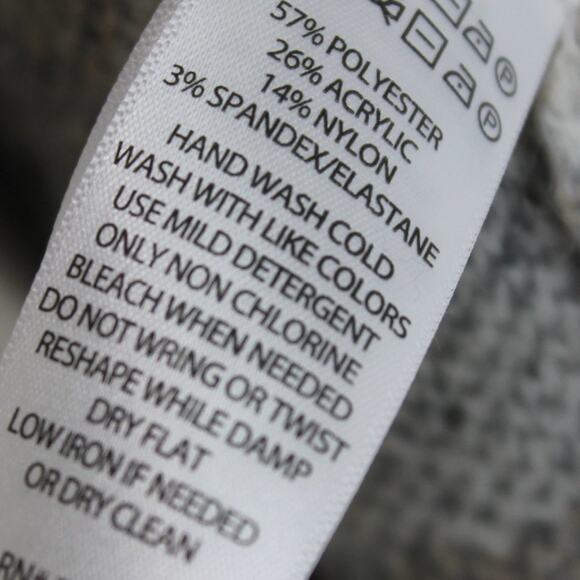 57% POLYESTER
26% ACRYLIC
14% NYLON
3% SPANDEX/ELASTANE
HAND WASH COLD
WASH WITH LIKE COLORS
USE MILD DETERGENT
ONLY NON CHLORINE
BLEACH WHEN NEEDED
DO NOT WRING OR TWIST
RESHAPE WHILE DAMP
DRY FLAT
LOW IRON IF NEEDED
OR DRY CLEAN
P
P